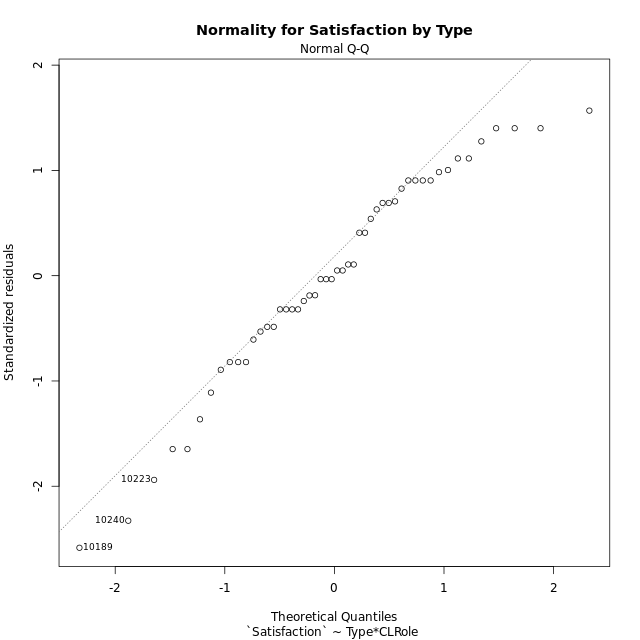 Normality for Satisfaction by Type
Normal Q-Q
2
1
0
-1
-2
Standardized residuals
10223
10240
10189
-2
-1
0
1
2
Theoretical Quantiles
`Satisfaction` ~ Type*CLRole